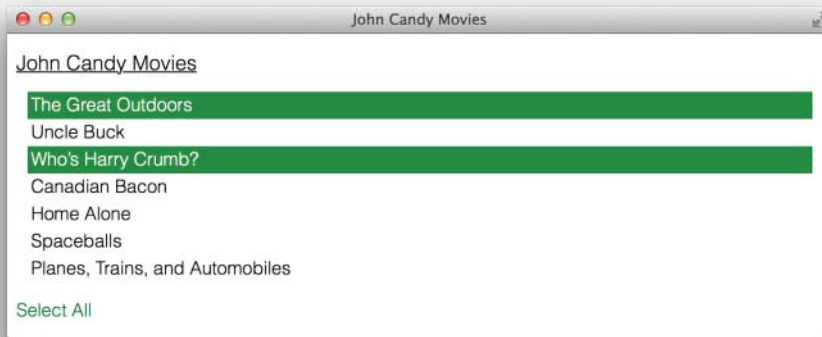 John Candy Movies
John Candy Movies
The Great Outdoors
Uncle Buck
Who's Harry Crumb?
Canadian Bacon
Home Alone
Spaceballs
Planes, Trains, and Automobiles
Select All